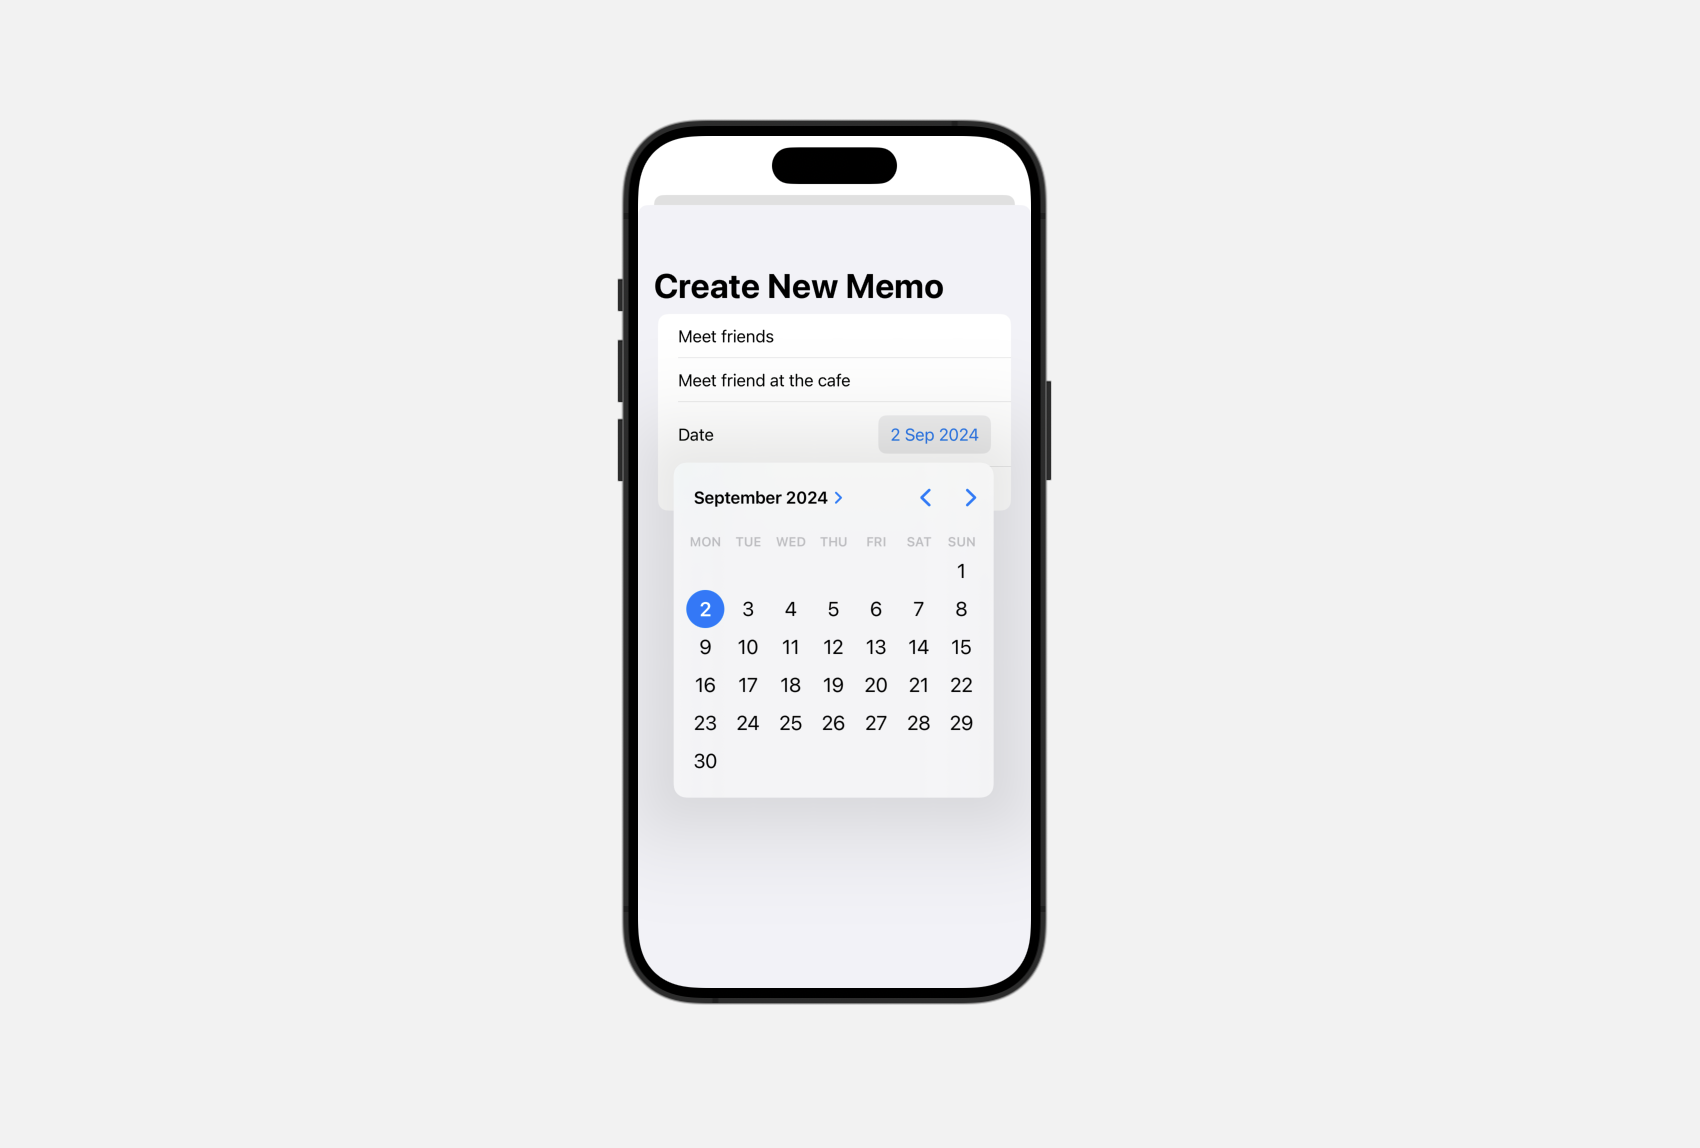 Create New Memo
Meet friends
Meet friend at the cafe
Date 2 Sep 2024
September 2024
MON TUE WED THU FRI SAT SUN
1
2 3 4 5 6 7 8
9 10 11 12 13 14 15
16 17 18 19 20 21 22
23 24 25 26 27 28 29
30